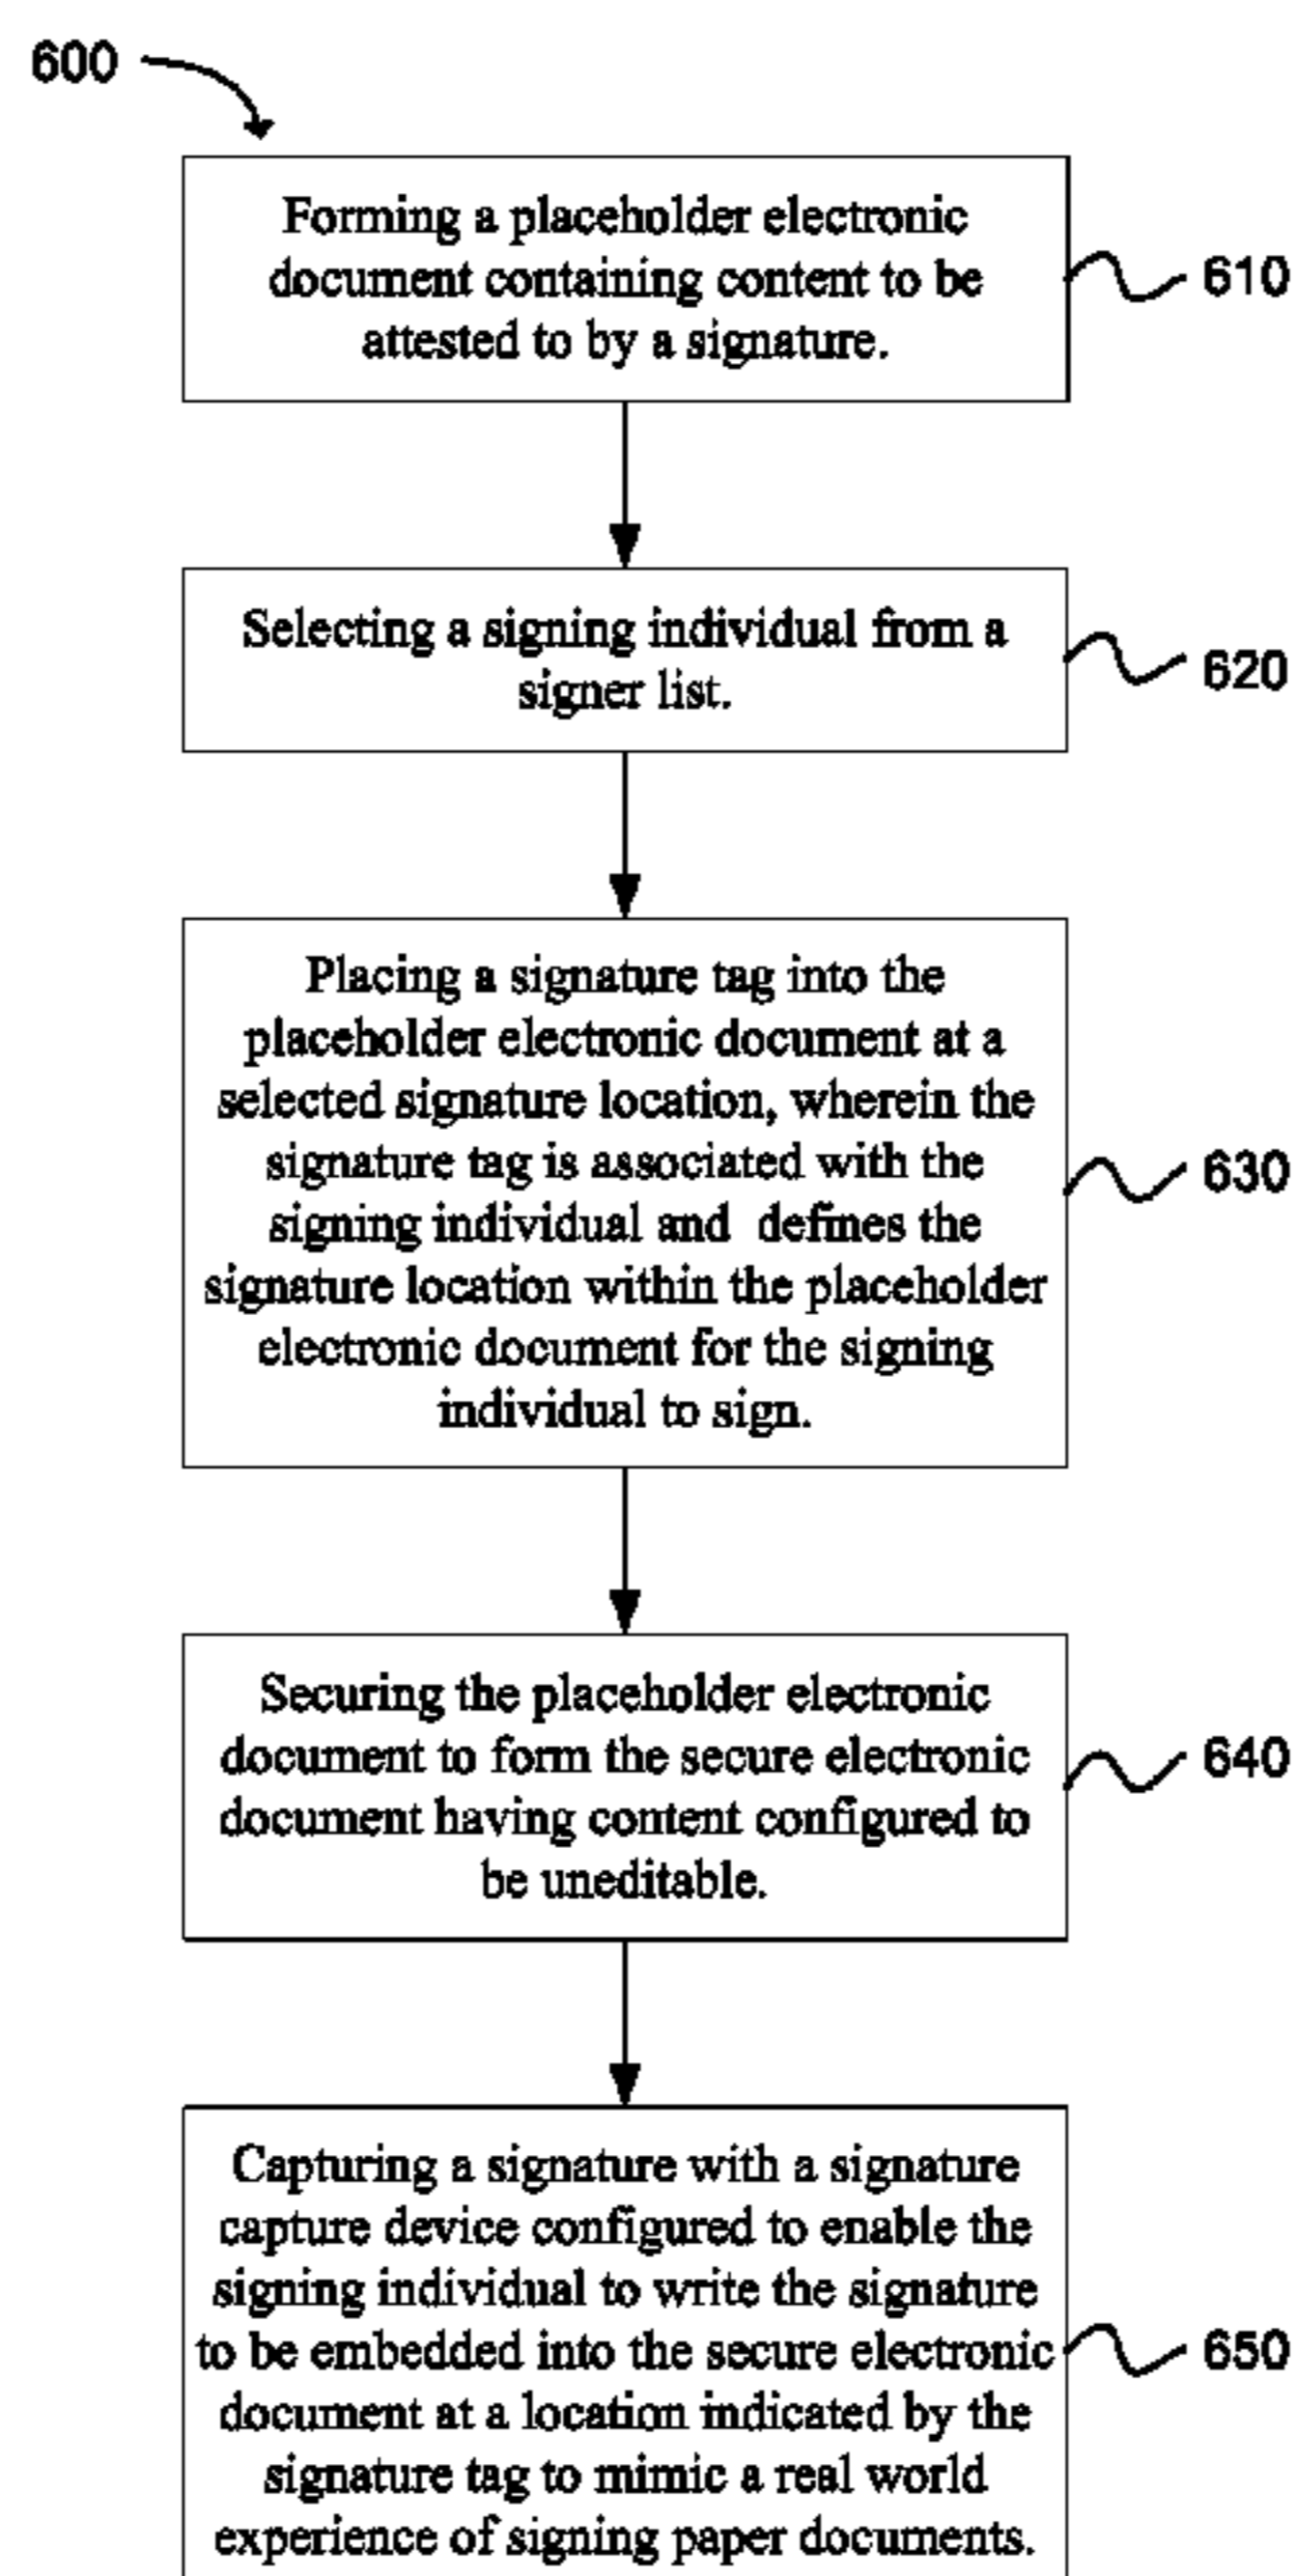 600
Forming a placeholder electronic
document containing content to be
attested to by a signature.
610
Selecting a signing individual from a
signer list.
620
Placing a signature tag into the
placeholder electronic document at a
selected signature location, wherein the
signature tag is associated with the
signing individual and defines the
signature location within the placeholder
electronic document for the signing
individual to sign.
630
Securing the placeholder electronic
document to form the secure electronic
document having content configured to
be uneditable.
640
Capturing a signature with a signature
capture device configured to enable the
signing individual to write the signature
to be embedded into the secure electronic
document at a location indicated by the
signature tag to mimic a real world
experience of signing paper documents.
650